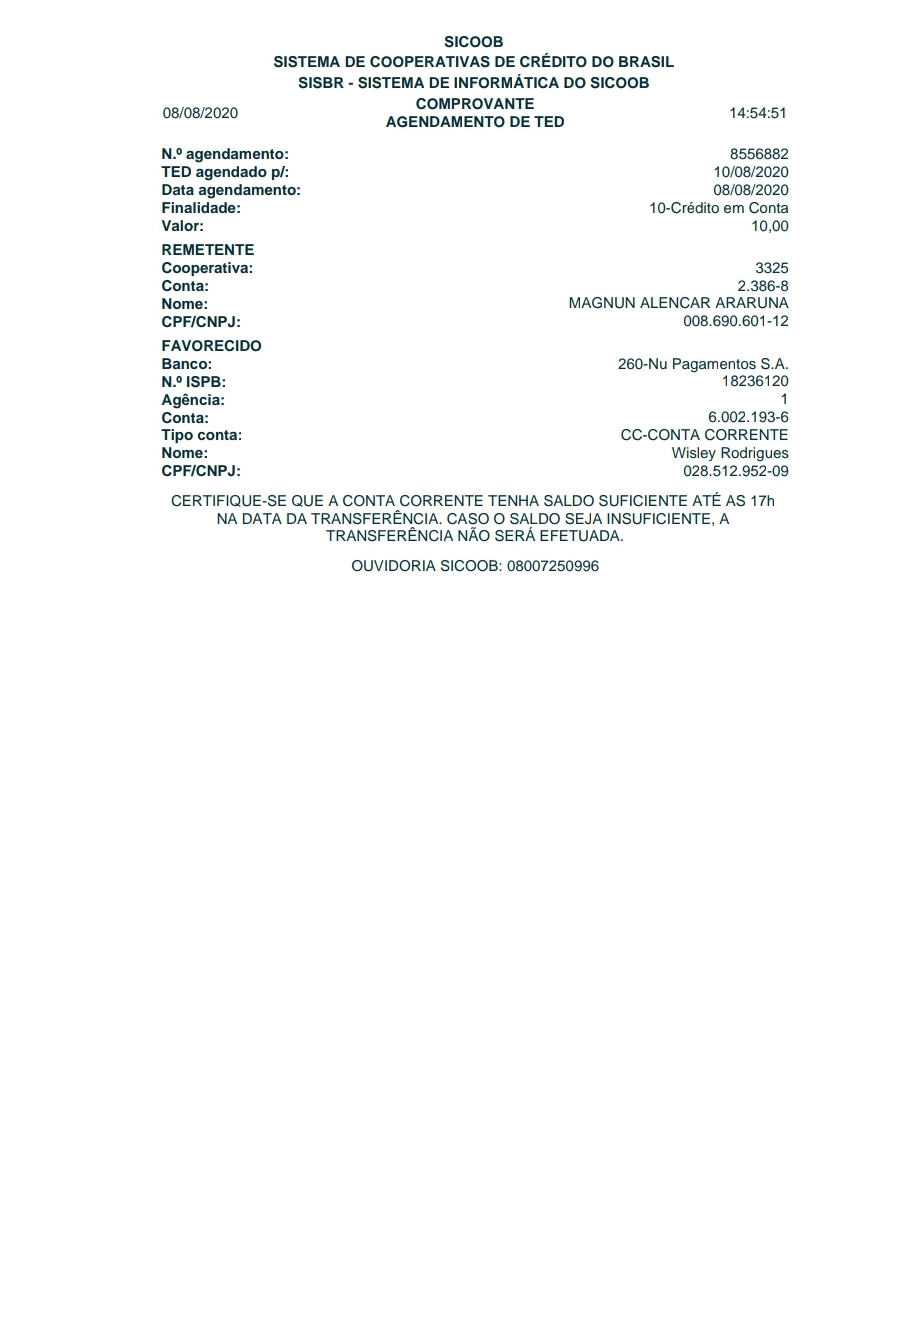 SICOOB
SISTEMA DE COOPERATIVAS DE CRÉDITO DO BRASIL
SISBR - SISTEMA DE INFORMÁTICA DO SICOOB
COMPROVANTE
08/08/2020 14:54:51
AGENDAMENTO DE TED
N.º agendamento: 8556882
TED agendado p/: 10/08/2020
Data agendamento: 08/08/2020
Finalidade: 10-Crédito em Conta
Valor: 10,00
REMETENTE
Cooperativa: 3325
Conta: 2.386-8
Nome: MAGNUN ALENCAR ARARUNA
CPF/CNPJ: 008.690.601-12
FAVORECIDO
Banco: 260-Nu Pagamentos S.A.
N.º ISPB: 18236120
Agência: 1
Conta: 6.002.193-6
Tipo conta: CC-CONTA CORRENTE
Nome: Wisley Rodrigues
CPF/CNPJ: 028.512.952-09
CERTIFIQUE-SE QUE A CONTA CORRENTE TENHA SALDO SUFICIENTE ATÉ AS 17h
NA DATA DA TRANSFERÊNCIA. CASO O SALDO SEJA INSUFICIENTE, A
TRANSFERÊNCIA NÃO SERÁ EFETUADA.
OUVIDORIA SICOOB: 08007250996